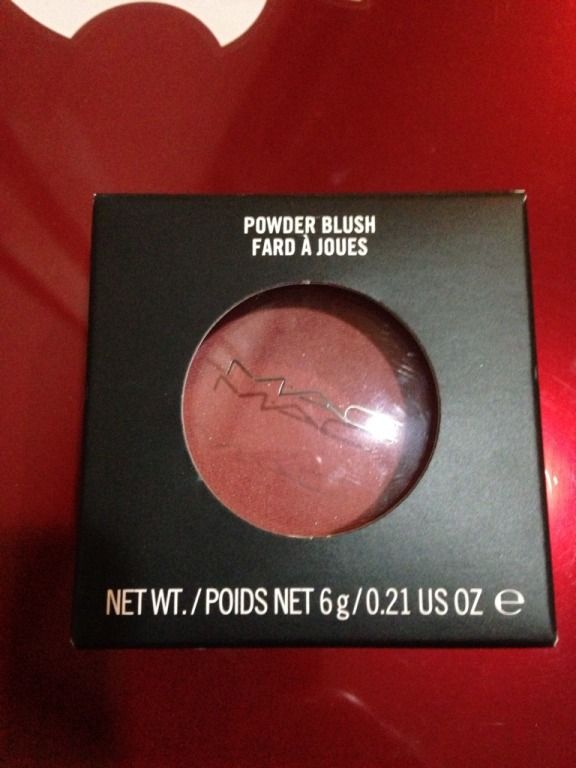 POWDER BLUSH
FARD À JOUES
MAC
NET WT./POIDS NET 6 g/0.21 US OZ ℮